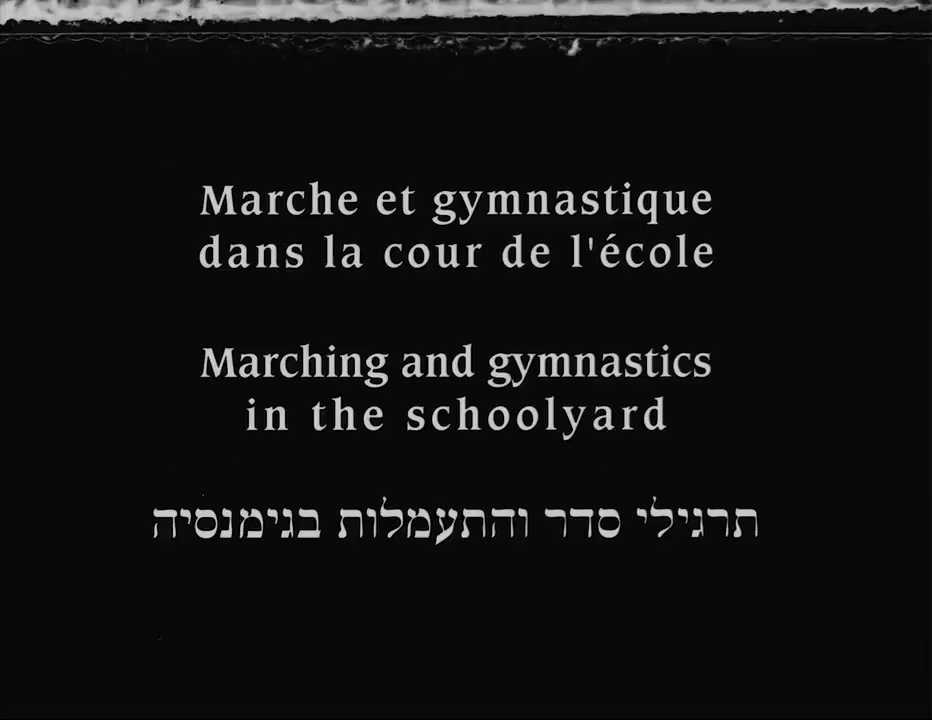 Marche et gymnastique
dans la cour de l'école
Marching and gymnastics
in the schoolyard
תרגילי סדר והתעמלות בגימנסיה